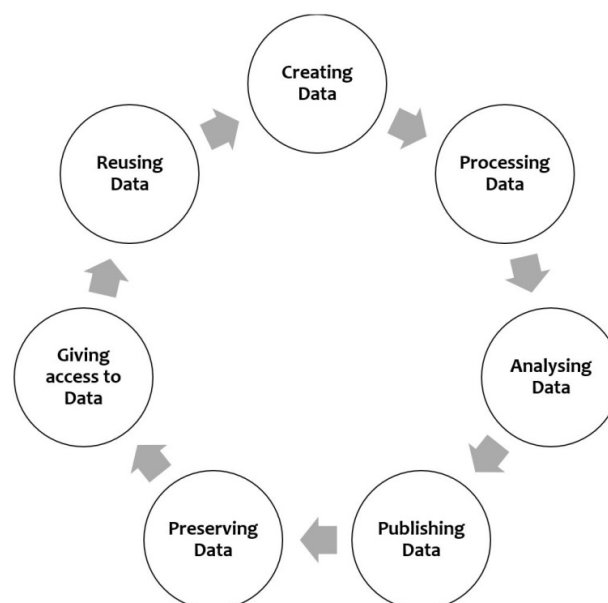 Creating
Data
Processing
Data
Analysing
Data
Publishing
Data
Preserving
Data
Giving
access to
Data
Reusing
Data